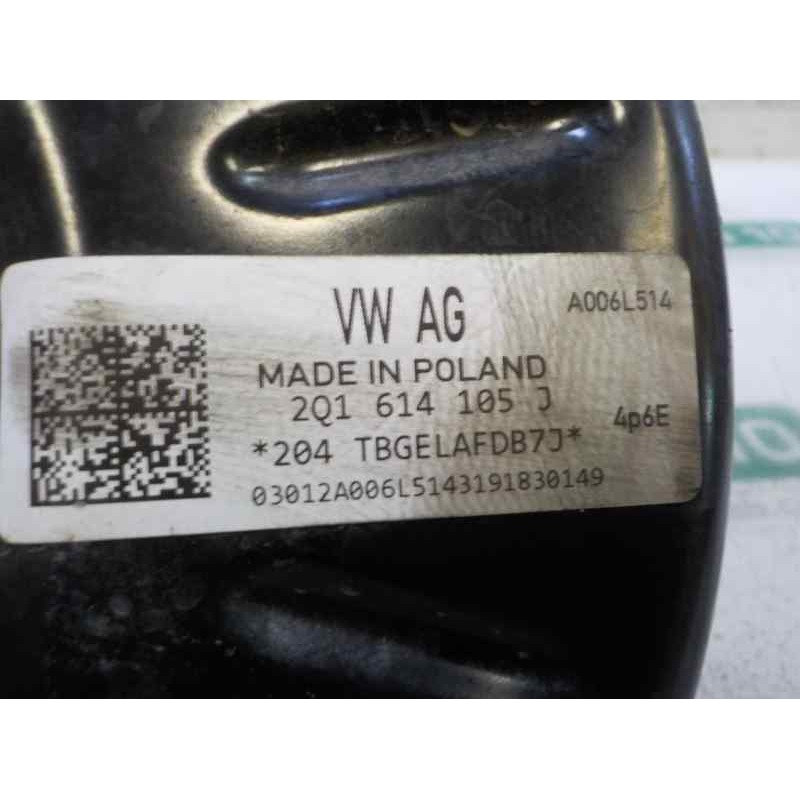 VW AG
A006L514
MADE IN POLAND
2Q1 614 105 J
4p6E
*204 TBGELAFDB7J*
03012A006L5143191830149